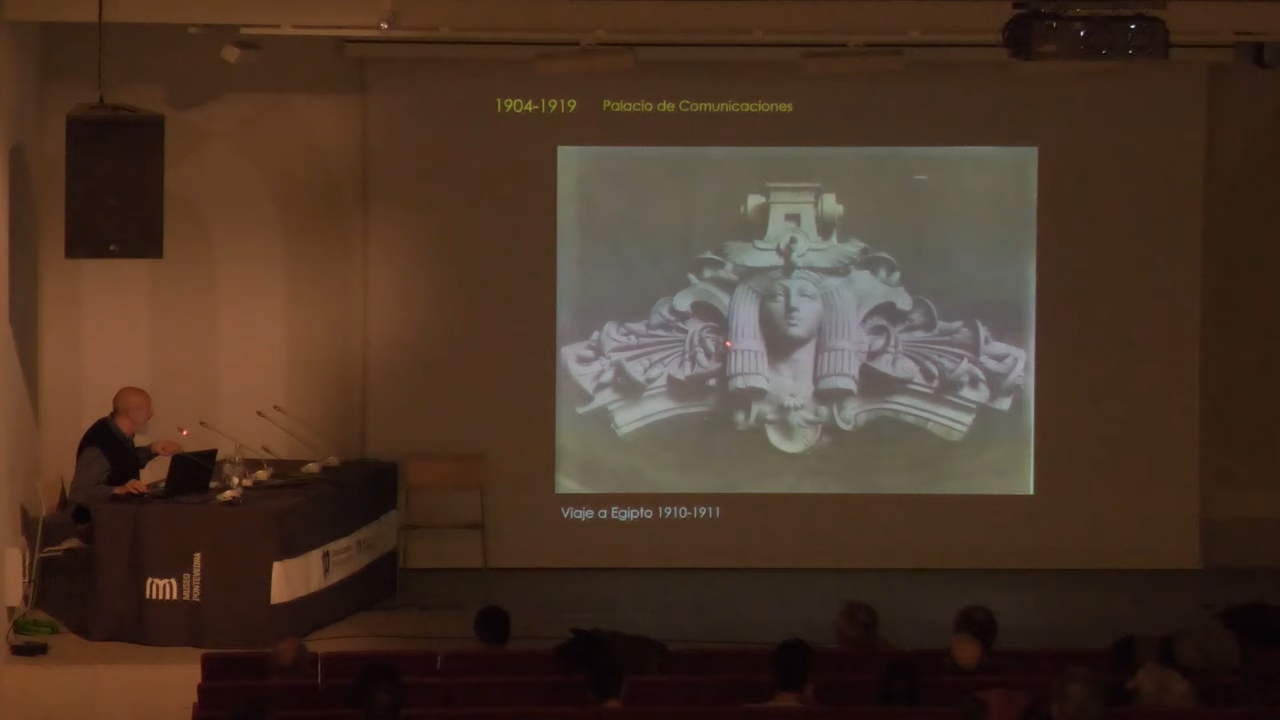 1904-1919 Palacio de Comunicaciones
Viaje a Egipto 1910-1911
MUSEO
PONTEVEDRA